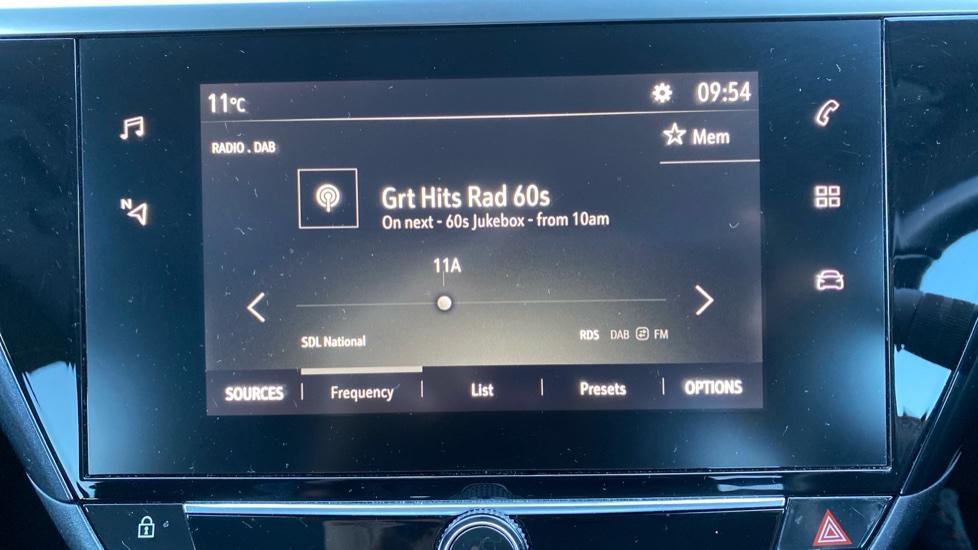 11°C 09:54
RADIO . DAB Mem
Grt Hits Rad 60s
On next - 60s Jukebox - from 10am
N
11A
SDL National RDS DAB FM
SOURCES Frequency List Presets OPTIONS